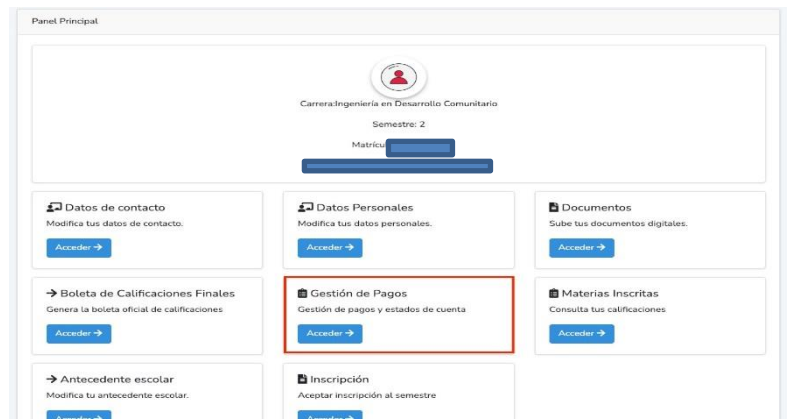 Panel Principal
Carrera:Ingeniería en Desarrollo Comunitario
Semestre: 2
Matrícu
Datos de contacto
Modifica tus datos de contacto.
Acceder →
Datos Personales
Modifica tus datos personales.
Acceder →
Documentos
Sube tus documentos digitales.
Acceder →
→ Boleta de Calificaciones Finales
Genera la boleta oficial de calificaciones
Acceder →
Gestión de Pagos
Gestión de pagos y estados de cuenta
Acceder →
Materias Inscritas
Consulta tus calificaciones
Acceder →
→ Antecedente escolar
Modifica tu antecedente escolar.
Acceder →
Inscripción
Aceptar inscripción al semestre
Acceder →